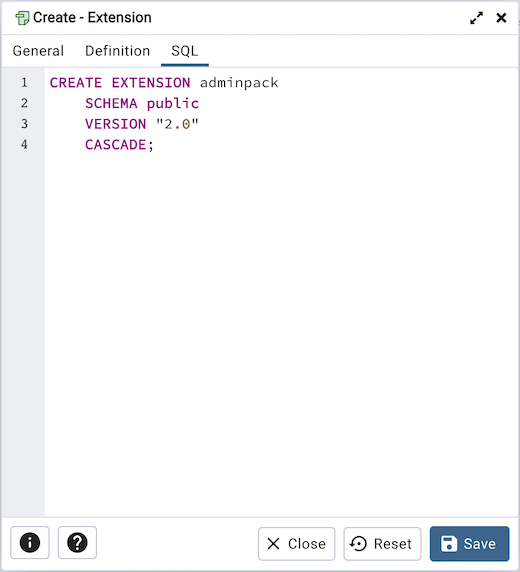 Create - Extension
General Definition SQL
1 CREATE EXTENSION adminpack
2 SCHEMA public
3 VERSION "2.0"
4 CASCADE;
Close Reset Save